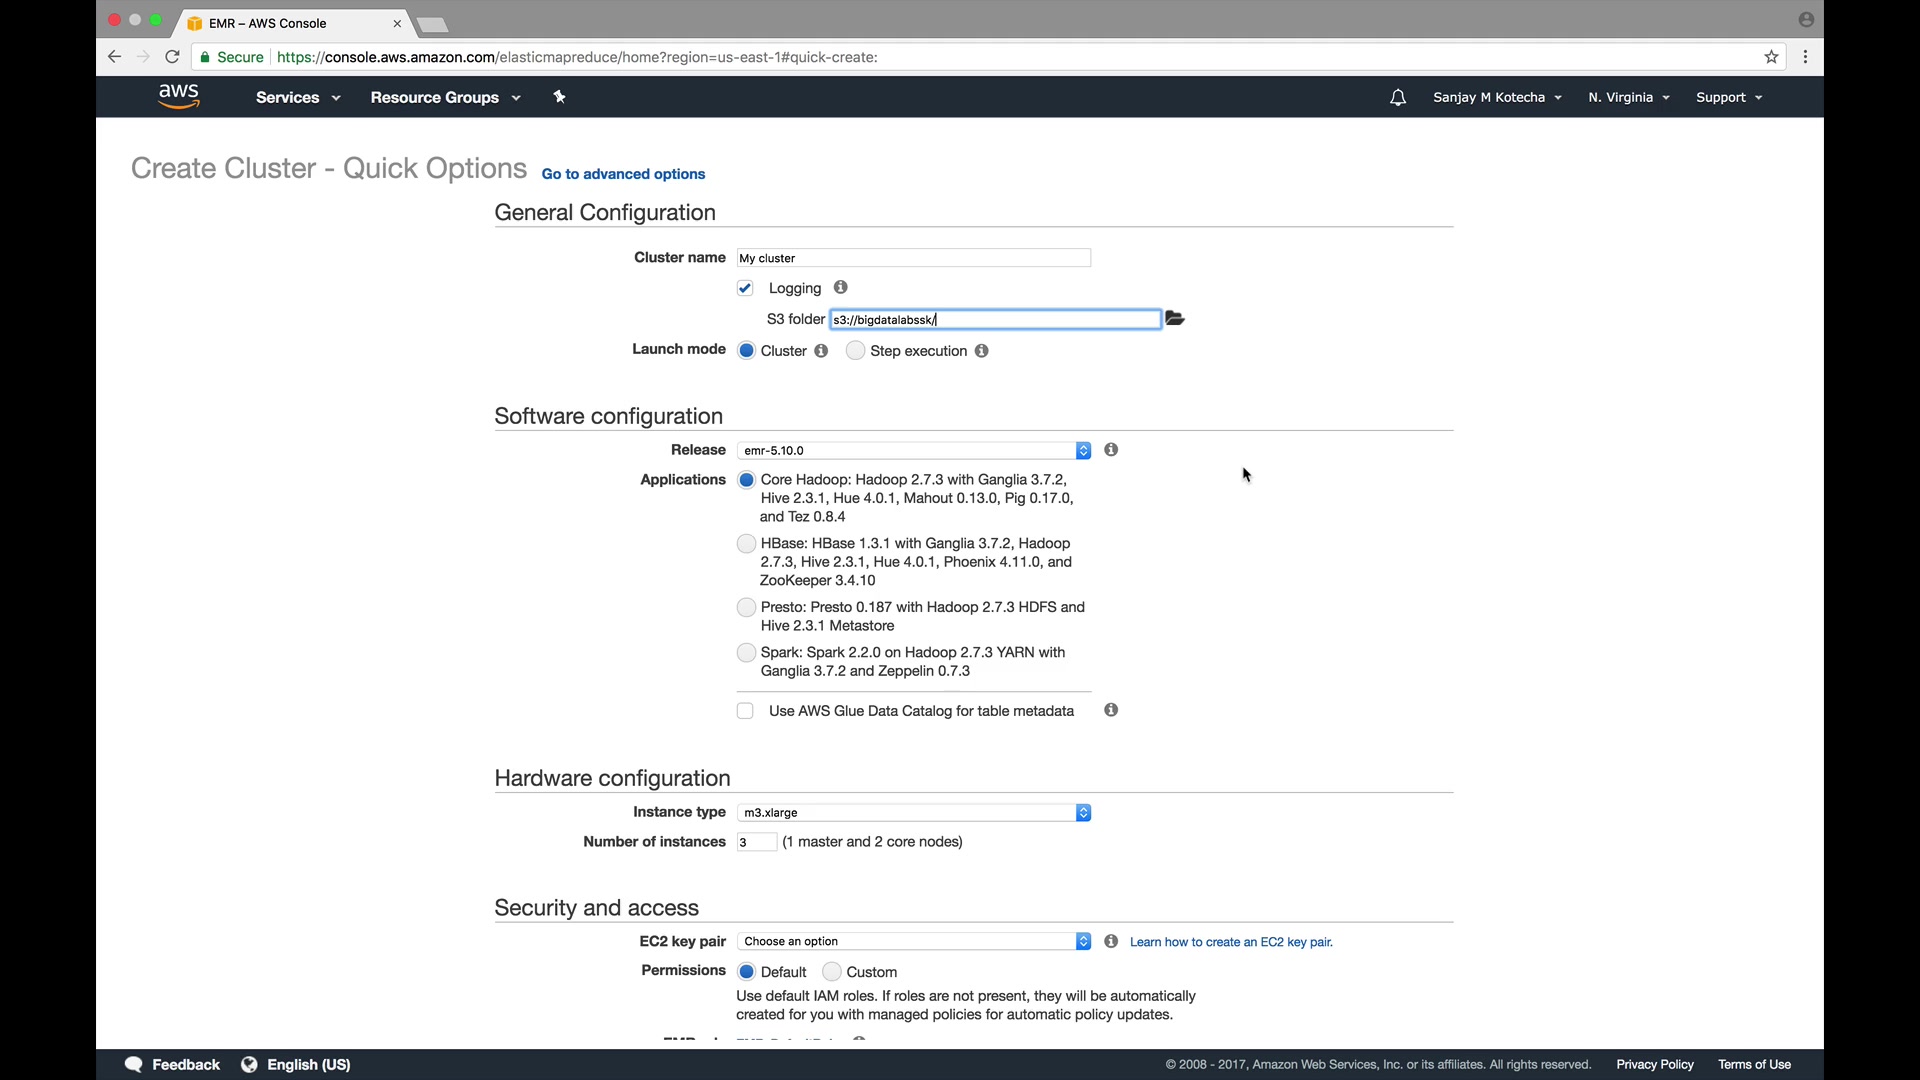 EMR – AWS Console
Secure
https://console.aws.amazon.com/elasticmapreduce/home?region=us-east-1#quick-create:
aws
Services
Resource Groups
Sanjay M Kotecha
N. Virginia
Support
Create Cluster - Quick Options
Go to advanced options
General Configuration
Cluster name
My cluster
Logging
S3 folder
s3://bigdatalabssk/
Launch mode
Cluster
Step execution
Software configuration
Release
emr-5.10.0
Applications
Core Hadoop: Hadoop 2.7.3 with Ganglia 3.7.2,
Hive 2.3.1, Hue 4.0.1, Mahout 0.13.0, Pig 0.17.0,
and Tez 0.8.4
HBase: HBase 1.3.1 with Ganglia 3.7.2, Hadoop
2.7.3, Hive 2.3.1, Hue 4.0.1, Phoenix 4.11.0, and
ZooKeeper 3.4.10
Presto: Presto 0.187 with Hadoop 2.7.3 HDFS and
Hive 2.3.1 Metastore
Spark: Spark 2.2.0 on Hadoop 2.7.3 YARN with
Ganglia 3.7.2 and Zeppelin 0.7.3
Use AWS Glue Data Catalog for table metadata
Hardware configuration
Instance type
m3.xlarge
Number of instances
3
(1 master and 2 core nodes)
Security and access
EC2 key pair
Choose an option
Learn how to create an EC2 key pair.
Permissions
Default
Custom
Use default IAM roles. If roles are not present, they will be automatically
created for you with managed policies for automatic policy updates.
Feedback
English (US)
© 2008 - 2017, Amazon Web Services, Inc. or its affiliates. All rights reserved.
Privacy Policy
Terms of Use